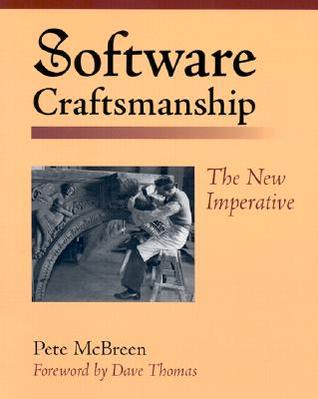 Software
Craftsmanship
The New
Imperative
Pete McBreen
Foreword by Dave Thomas